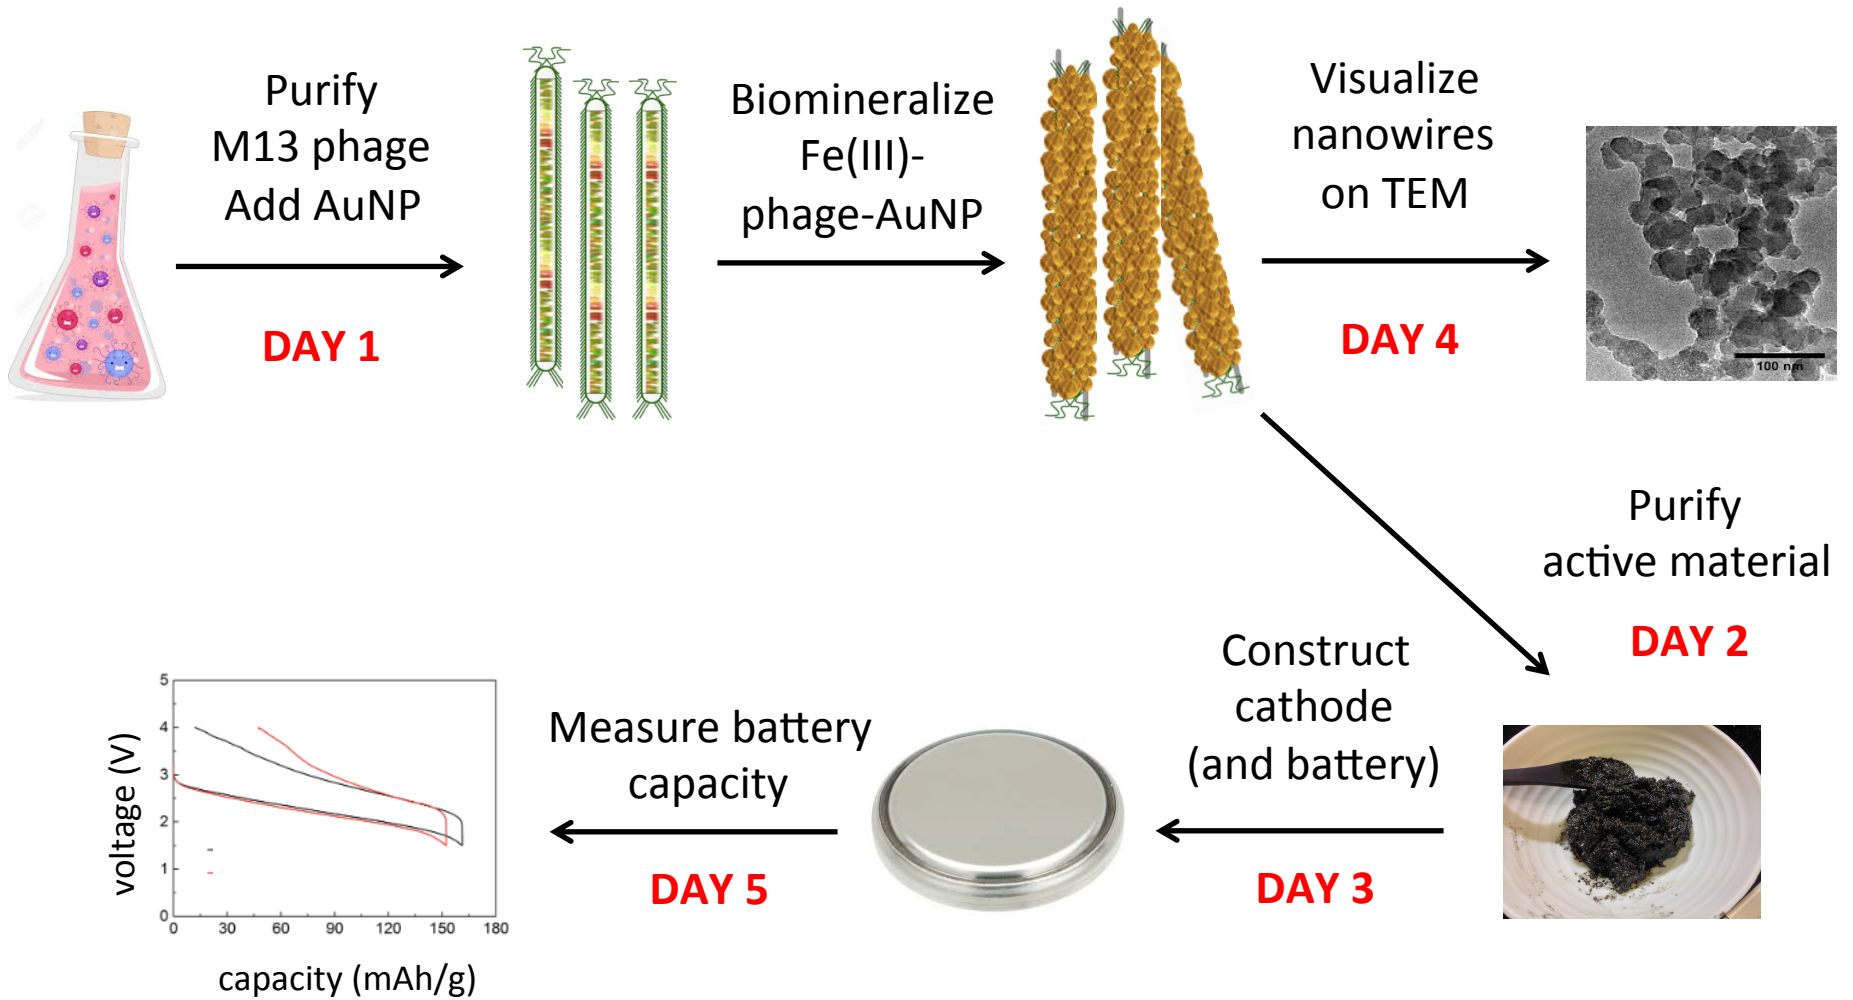 Purify
M13 phage
Add AuNP
DAY 1
Biomineralize
Fe(III)-
phage-AuNP
Visualize
nanowires
on TEM
DAY 4
100 nm
Purify
active material
DAY 2
Construct
cathode
(and battery)
DAY 3
Measure battery
capacity
DAY 5
voltage (V)
5
4
3
2
1
0
0 30 60 90 120 150 180
capacity (mAh/g)